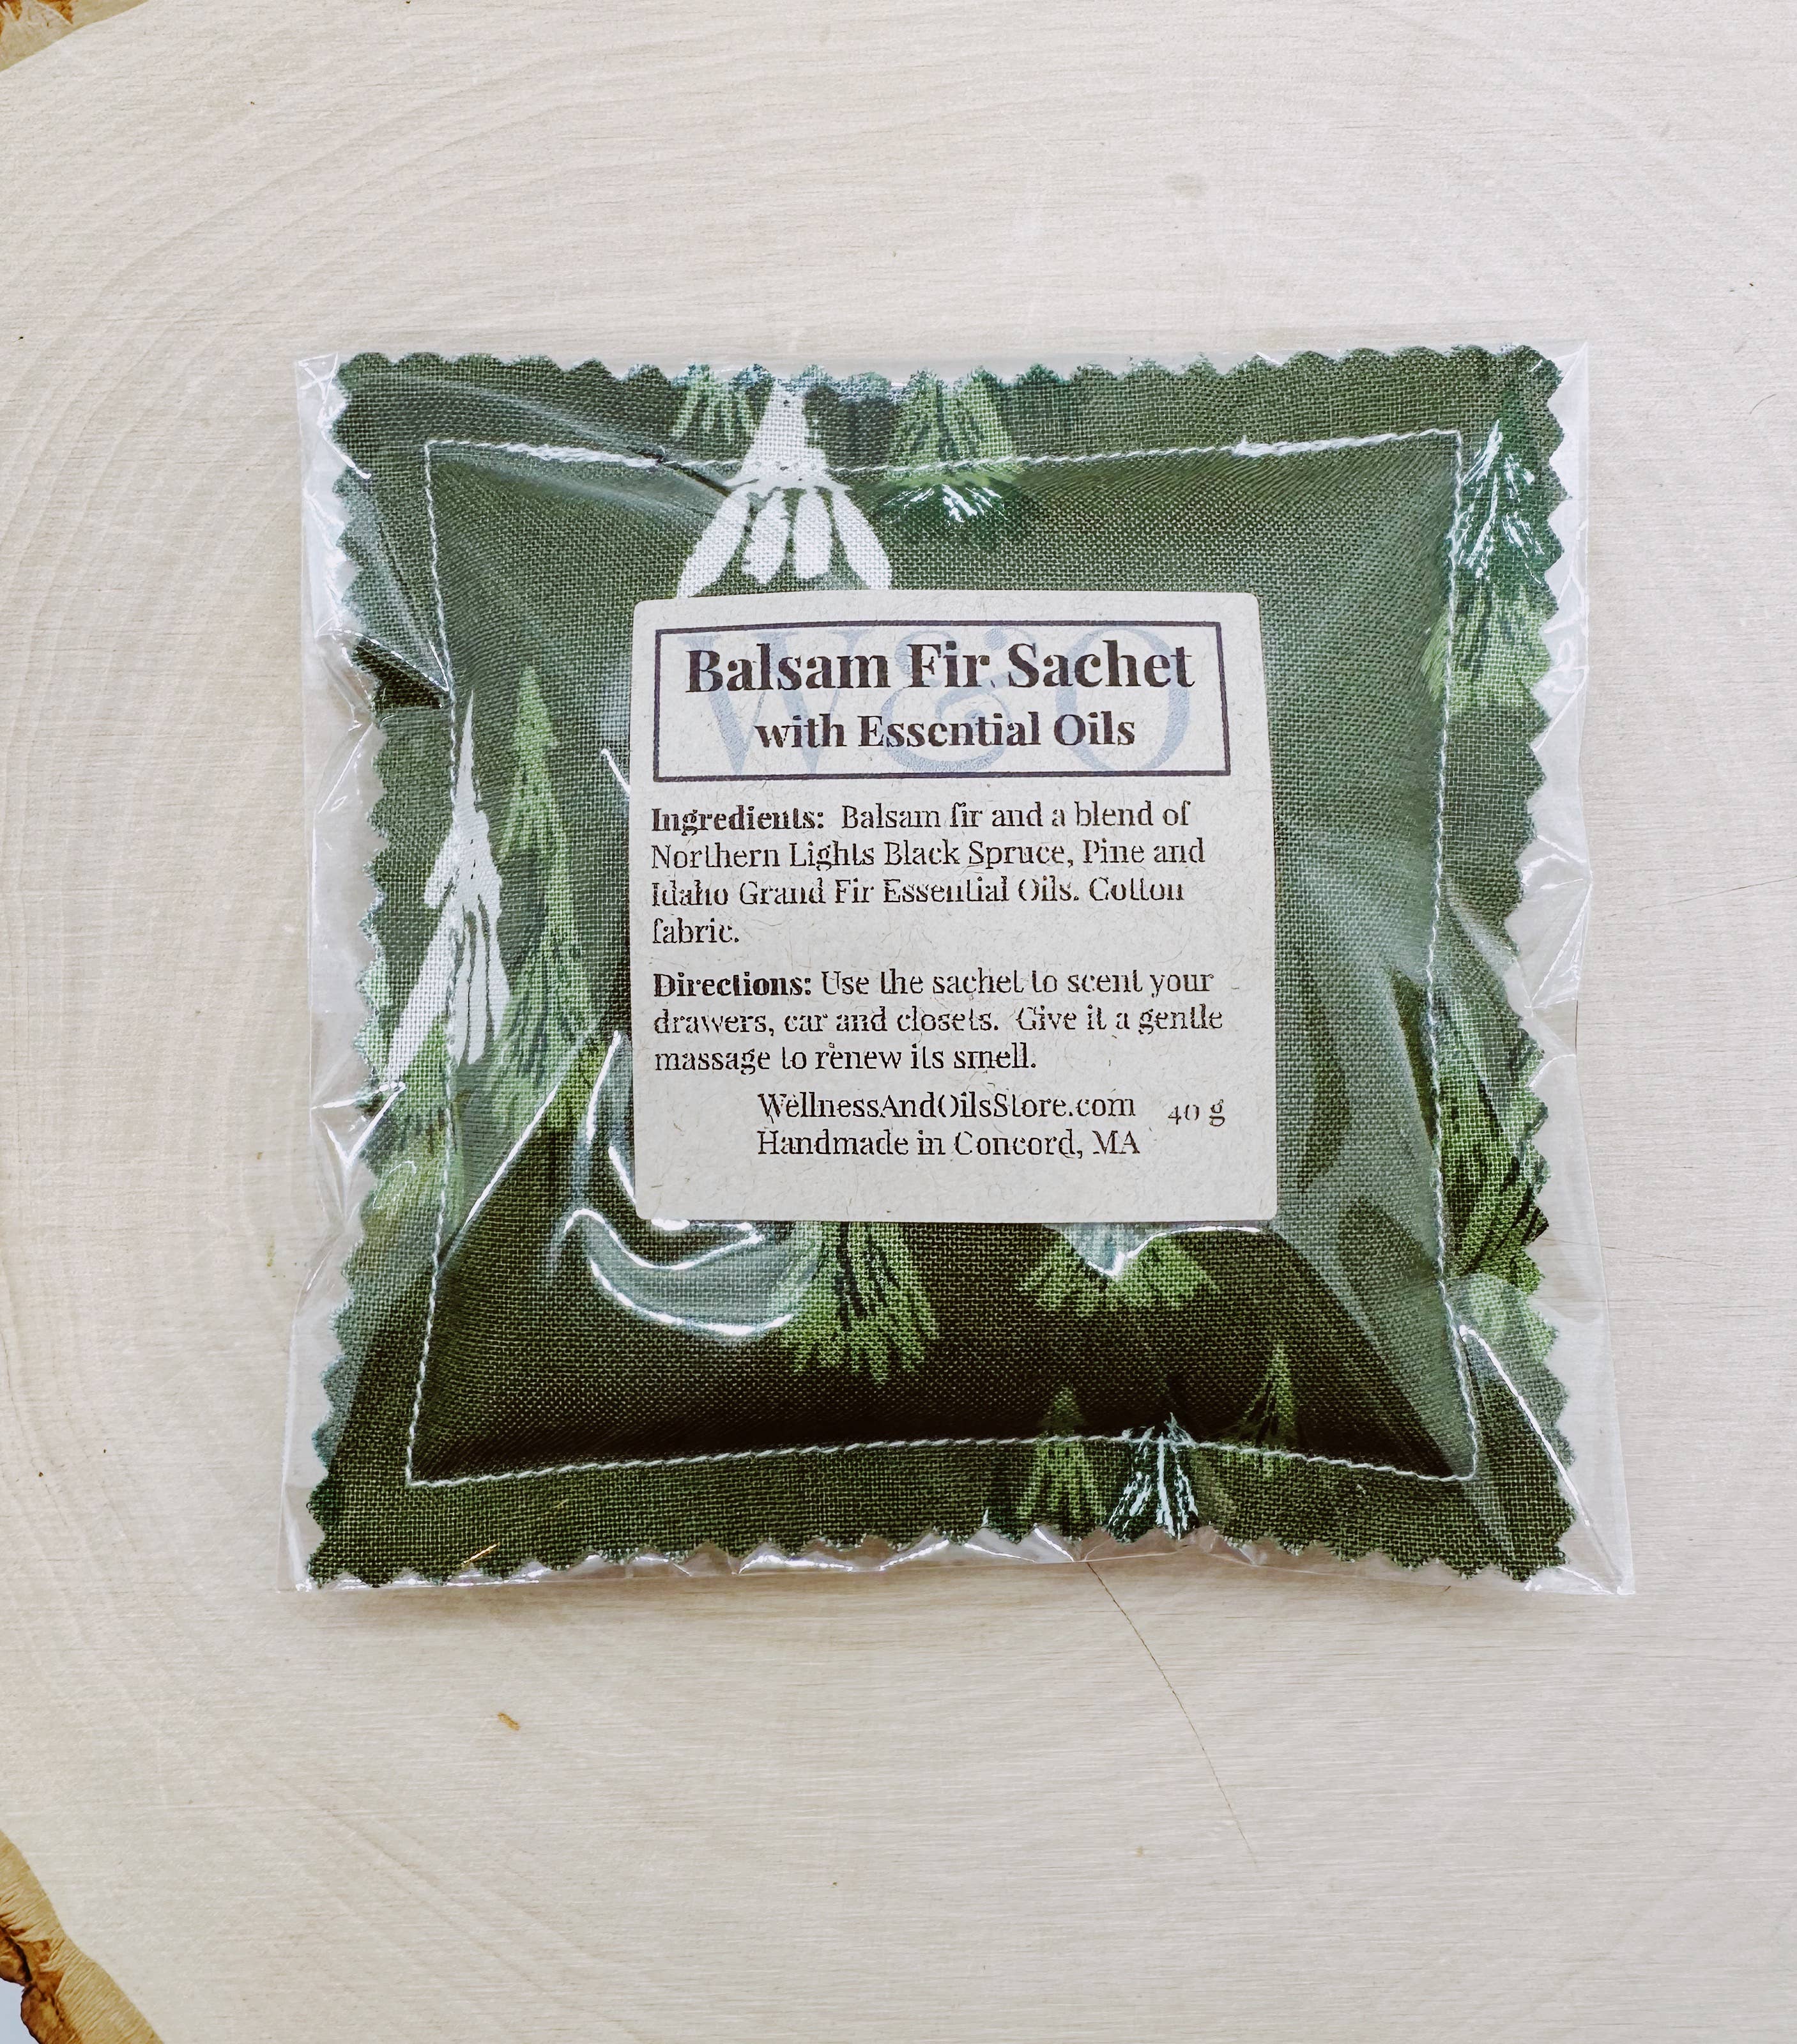 W&O
Balsam Fir Sachet
with Essential Oils
Ingredients: Balsam fir and a blend of
Northern Lights Black Spruce, Pine and
Idaho Grand Fir Essential Oils. Cotton
fabric.
Directions: Use the sachet to scent your
drawers, car and closets. Give it a gentle
massage to renew its smell.
WellnessAndOilsStore.com 40 g
Handmade in Concord, MA